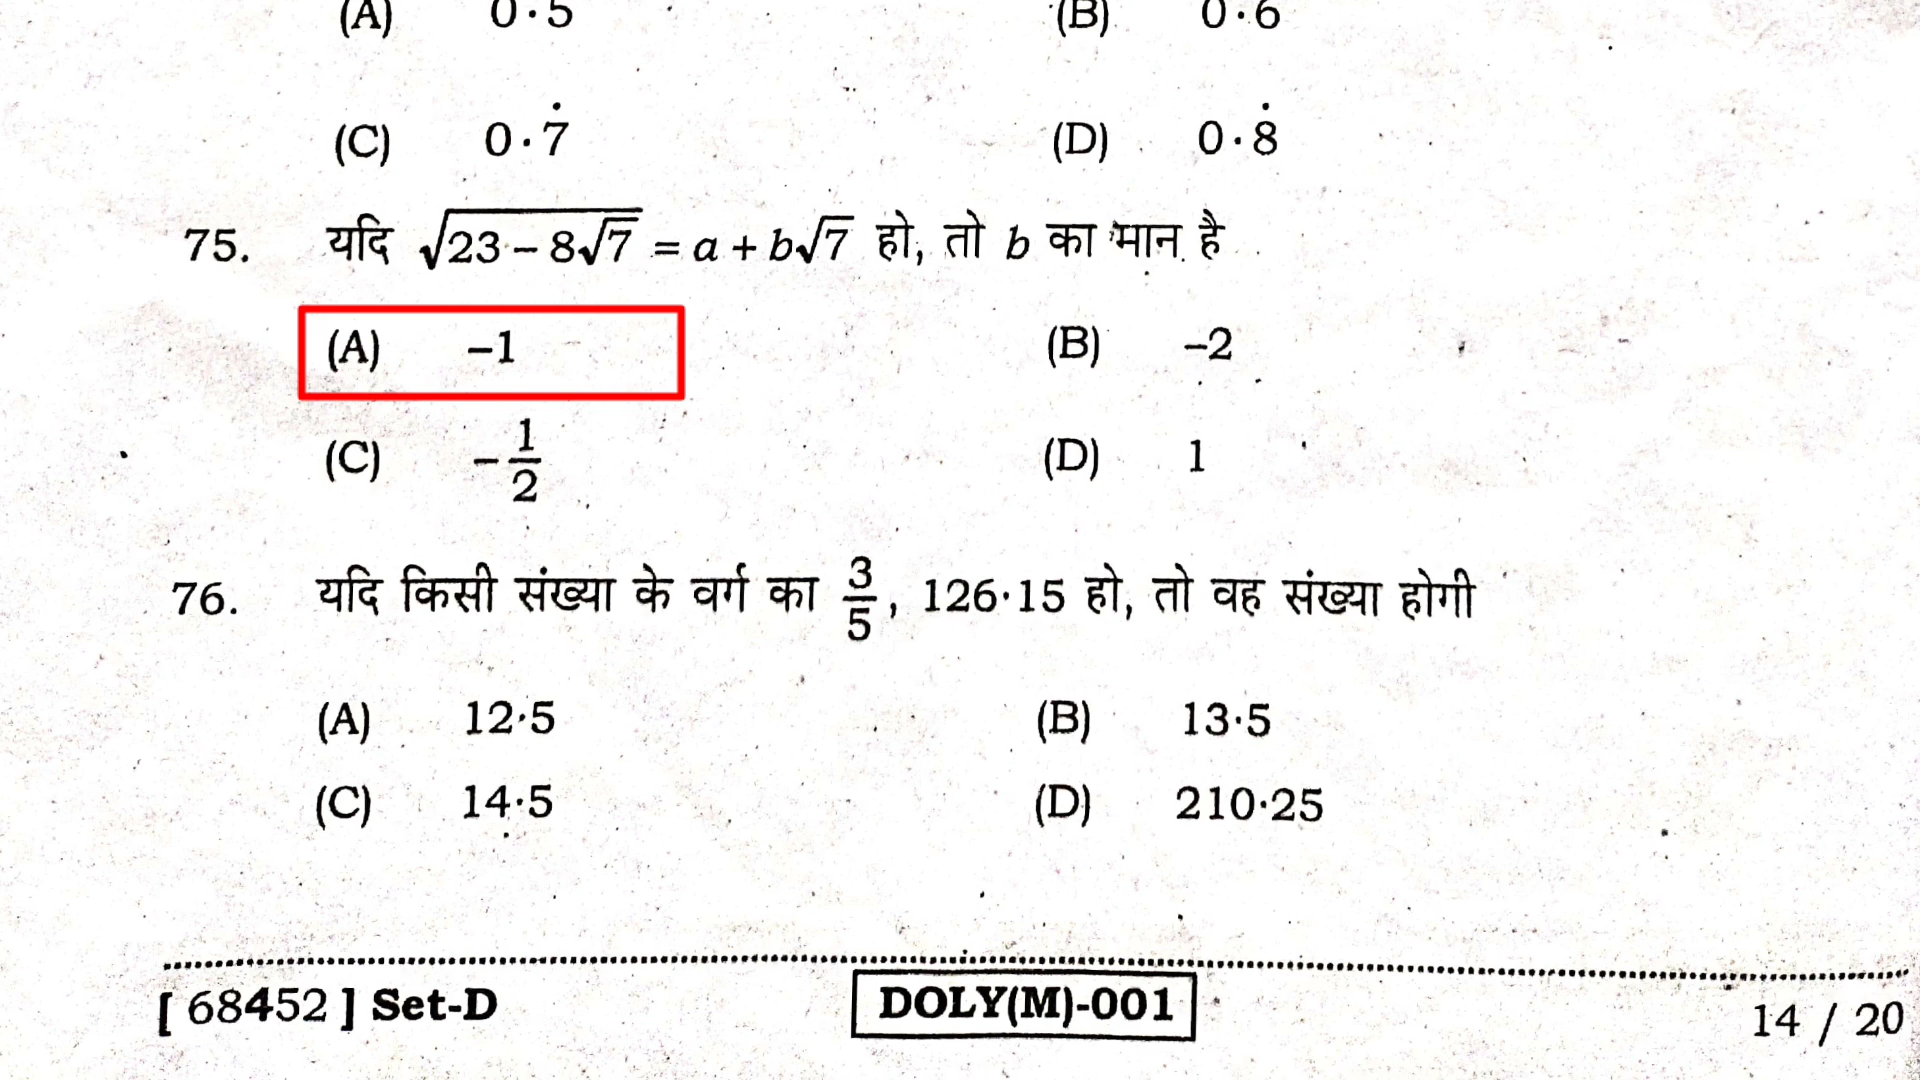 (A) 0·5 (B) 0·6
(C) 0·7̇ (D) 0·8̇
75. यदि √(23 – 8√7) = a + b√7 हो, तो b का मान है
(A) –1 (B) –2
(C) –1/2 (D) 1
76. यदि किसी संख्या के वर्ग का 3/5, 126·15 हो, तो वह संख्या होगी
(A) 12·5 (B) 13·5
(C) 14·5 (D) 210·25
[ 68452 ] Set-D DOLY(M)-001 14 / 20